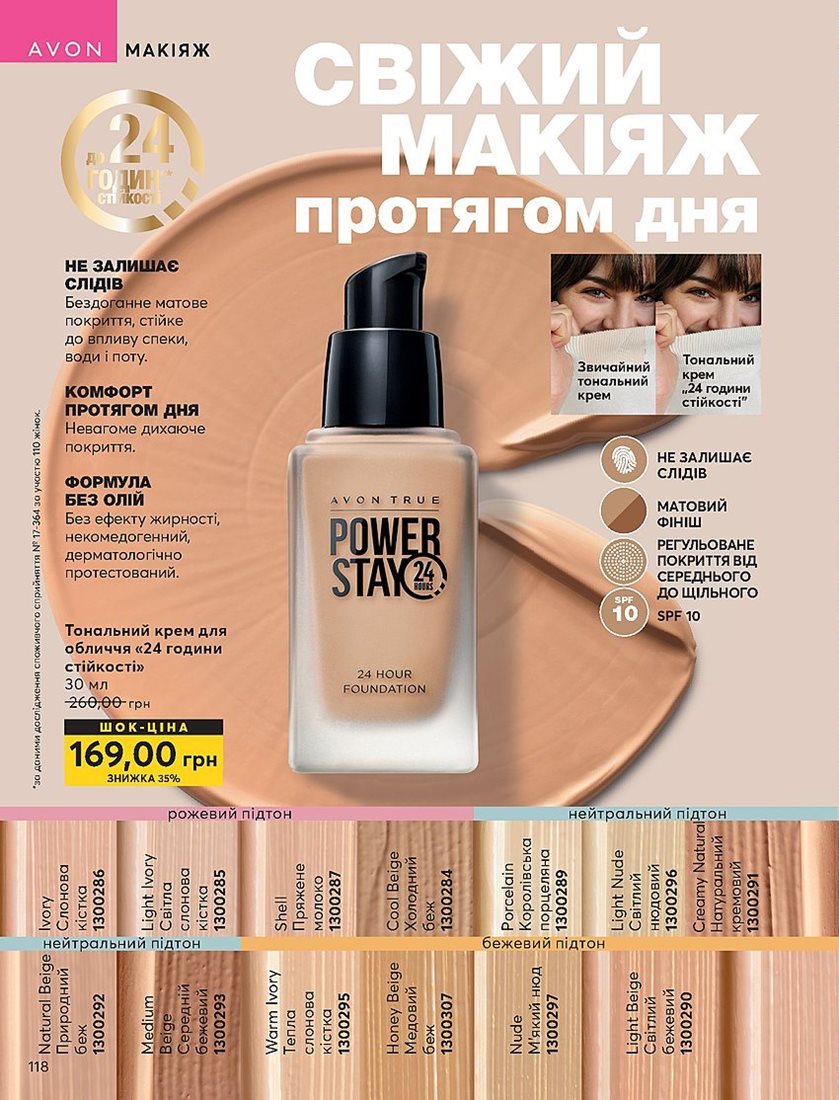 AVON МАКІЯЖ
СВІЖИЙ
МАКІЯЖ
протягом дня
до 24
ГОДИН*
СТІЙКОСТІ
НЕ ЗАЛИШАЄ
СЛІДІВ
Бездоганне матове
покриття, стійке
до впливу спеки,
води і поту.
КОМФОРТ
ПРОТЯГОМ ДНЯ
Невагоме дихаюче
покриття.
ФОРМУЛА
БЕЗ ОЛІЙ
Без ефекту жирності,
некомедогенний,
дерматологічно
протестований.
Тональний крем для
обличчя «24 години
стійкості»
30 мл
260,00 грн
ШОК-ЦІНА
169,00 грн
ЗНИЖКА 35%
*за даними дослідження споживчого сприйняття № 17-364 за участю 110 жінок.
AVON TRUE
POWER
STAY 24
HOURS
24 HOUR
FOUNDATION
Звичайний
тональний
крем
Тональний
крем
„24 години
стійкості”
НЕ ЗАЛИШАЄ
СЛІДІВ
МАТОВИЙ
ФІНІШ
РЕГУЛЬОВАНЕ
ПОКРИТТЯ ВІД
СЕРЕДНЬОГО
ДО ЩІЛЬНОГО
SPF
10
SPF 10
рожевий підтон
нейтральний підтон
Ivory
Слонова
кістка
1300286
Light Ivory
Світла
слонова
кістка
1300285
Shell
Пряжене
молоко
1300287
Cool Beige
Холодний
беж
1300284
Porcelain
Королівська
порцеляна
1300289
Light Nude
Світлий
нюдовий
1300296
Creamy Natural
Натуральний
кремовий
1300291
нейтральний підтон
бежевий підтон
Natural Beige
Природний
беж
1300292
Medium
Beige
Середній
бежевий
1300293
Warm Ivory
Тепла
слонова
кістка
1300295
Honey Beige
Медовий
беж
1300307
Nude
М'який нюд
1300297
Light Beige
Світлий
бежевий
1300290
118